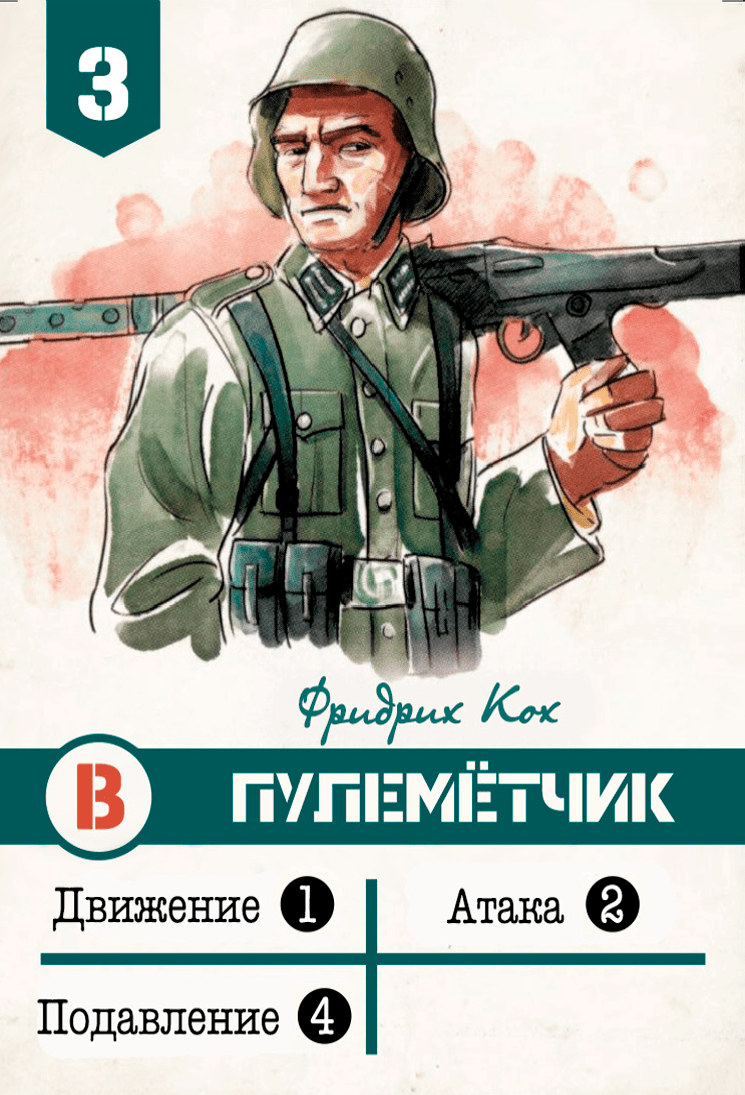 3
Фридрих Кох
В ПУЛЕМЁТЧИК
Движение 1 Атака 2
Подавление 4